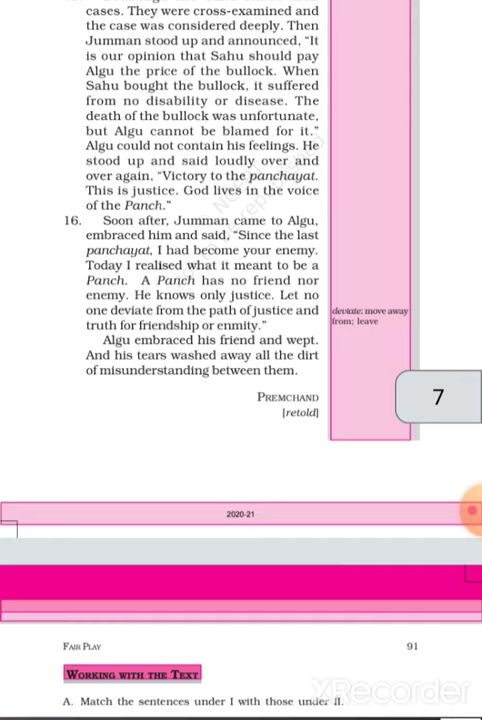 cases. They were cross-examined and
the case was considered deeply. Then
Jumman stood up and announced, “It
is our opinion that Sahu should pay
Algu the price of the bullock. When
Sahu bought the bullock, it suffered
from no disability or disease. The
death of the bullock was unfortunate,
but Algu cannot be blamed for it.”
Algu could not contain his feelings. He
stood up and said loudly over and
over again, “Victory to the panchayat.
This is justice. God lives in the voice
of the Panch.”
16. Soon after, Jumman came to Algu,
embraced him and said, “Since the last
panchayat, I had become your enemy.
Today I realised what it meant to be a
Panch. A Panch has no friend nor
enemy. He knows only justice. Let no
one deviate from the path of justice and
truth for friendship or enmity.”
deviate: move away
from; leave
Algu embraced his friend and wept.
And his tears washed away all the dirt
of misunderstanding between them.
PREMCHAND
[retold]
7
2020-21
FAIR PLAY
91
WORKING WITH THE TEXT
A. Match the sentences under I with those under II.
XRecorder